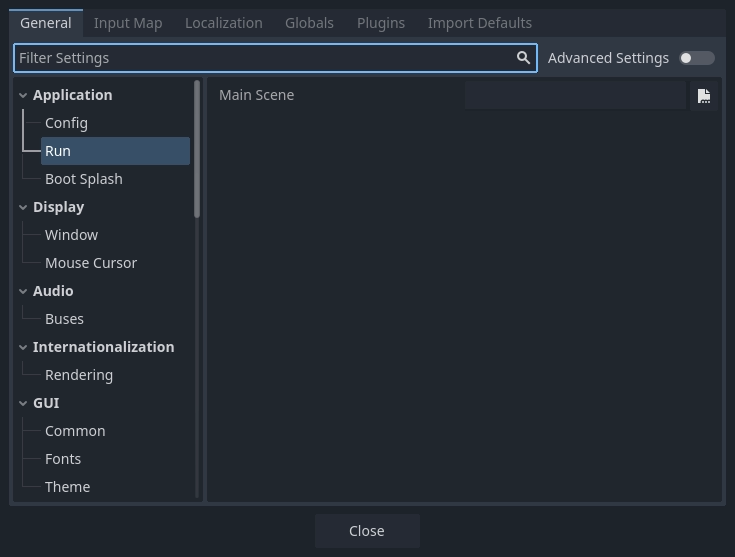 General Input Map Localization Globals Plugins Import Defaults
Filter Settings Advanced Settings
Application
Main Scene
Config
Run
Boot Splash
Display
Window
Mouse Cursor
Audio
Buses
Internationalization
Rendering
GUI
Common
Fonts
Theme
Close